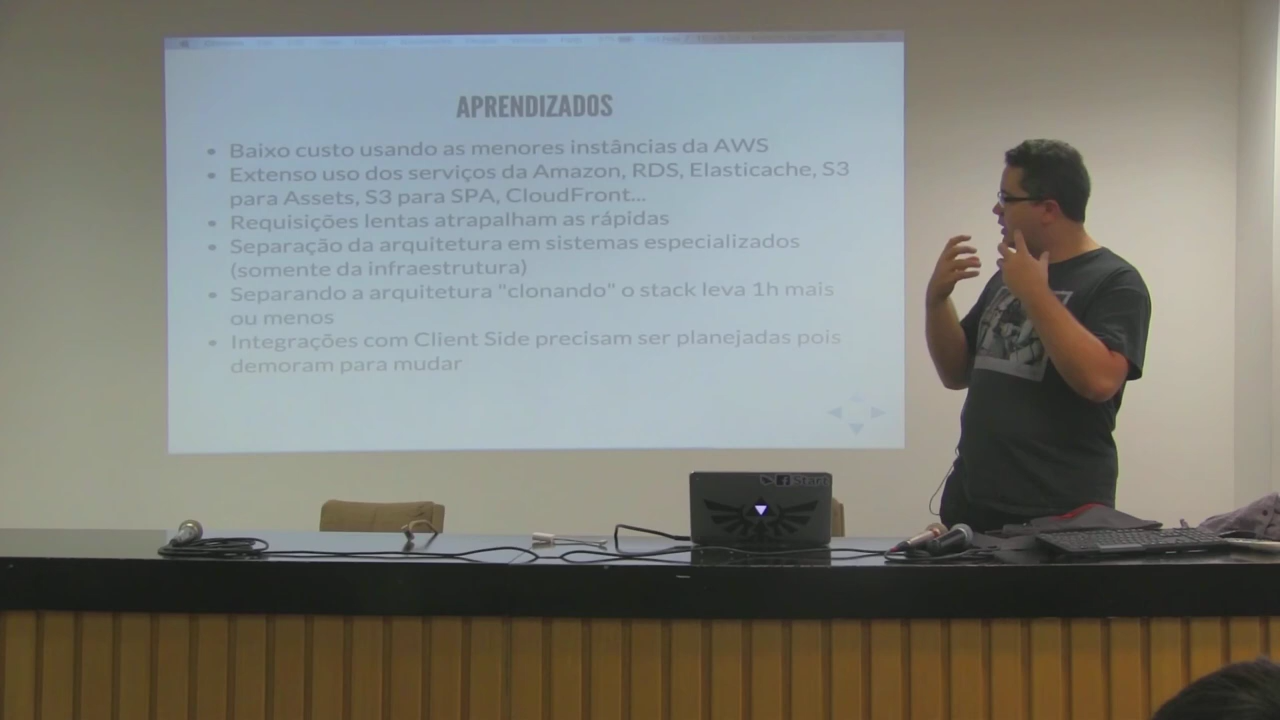 APRENDIZADOS
• Baixo custo usando as menores instâncias da AWS
• Extenso uso dos serviços da Amazon, RDS, Elasticache, S3
para Assets, S3 para SPA, CloudFront...
• Requisições lentas atrapalham as rápidas
• Separação da arquitetura em sistemas especializados
(somente da infraestrutura)
• Separando a arquitetura "clonando" o stack leva 1h mais
ou menos
• Integrações com Client Side precisam ser planejadas pois
demoram para mudar
Start